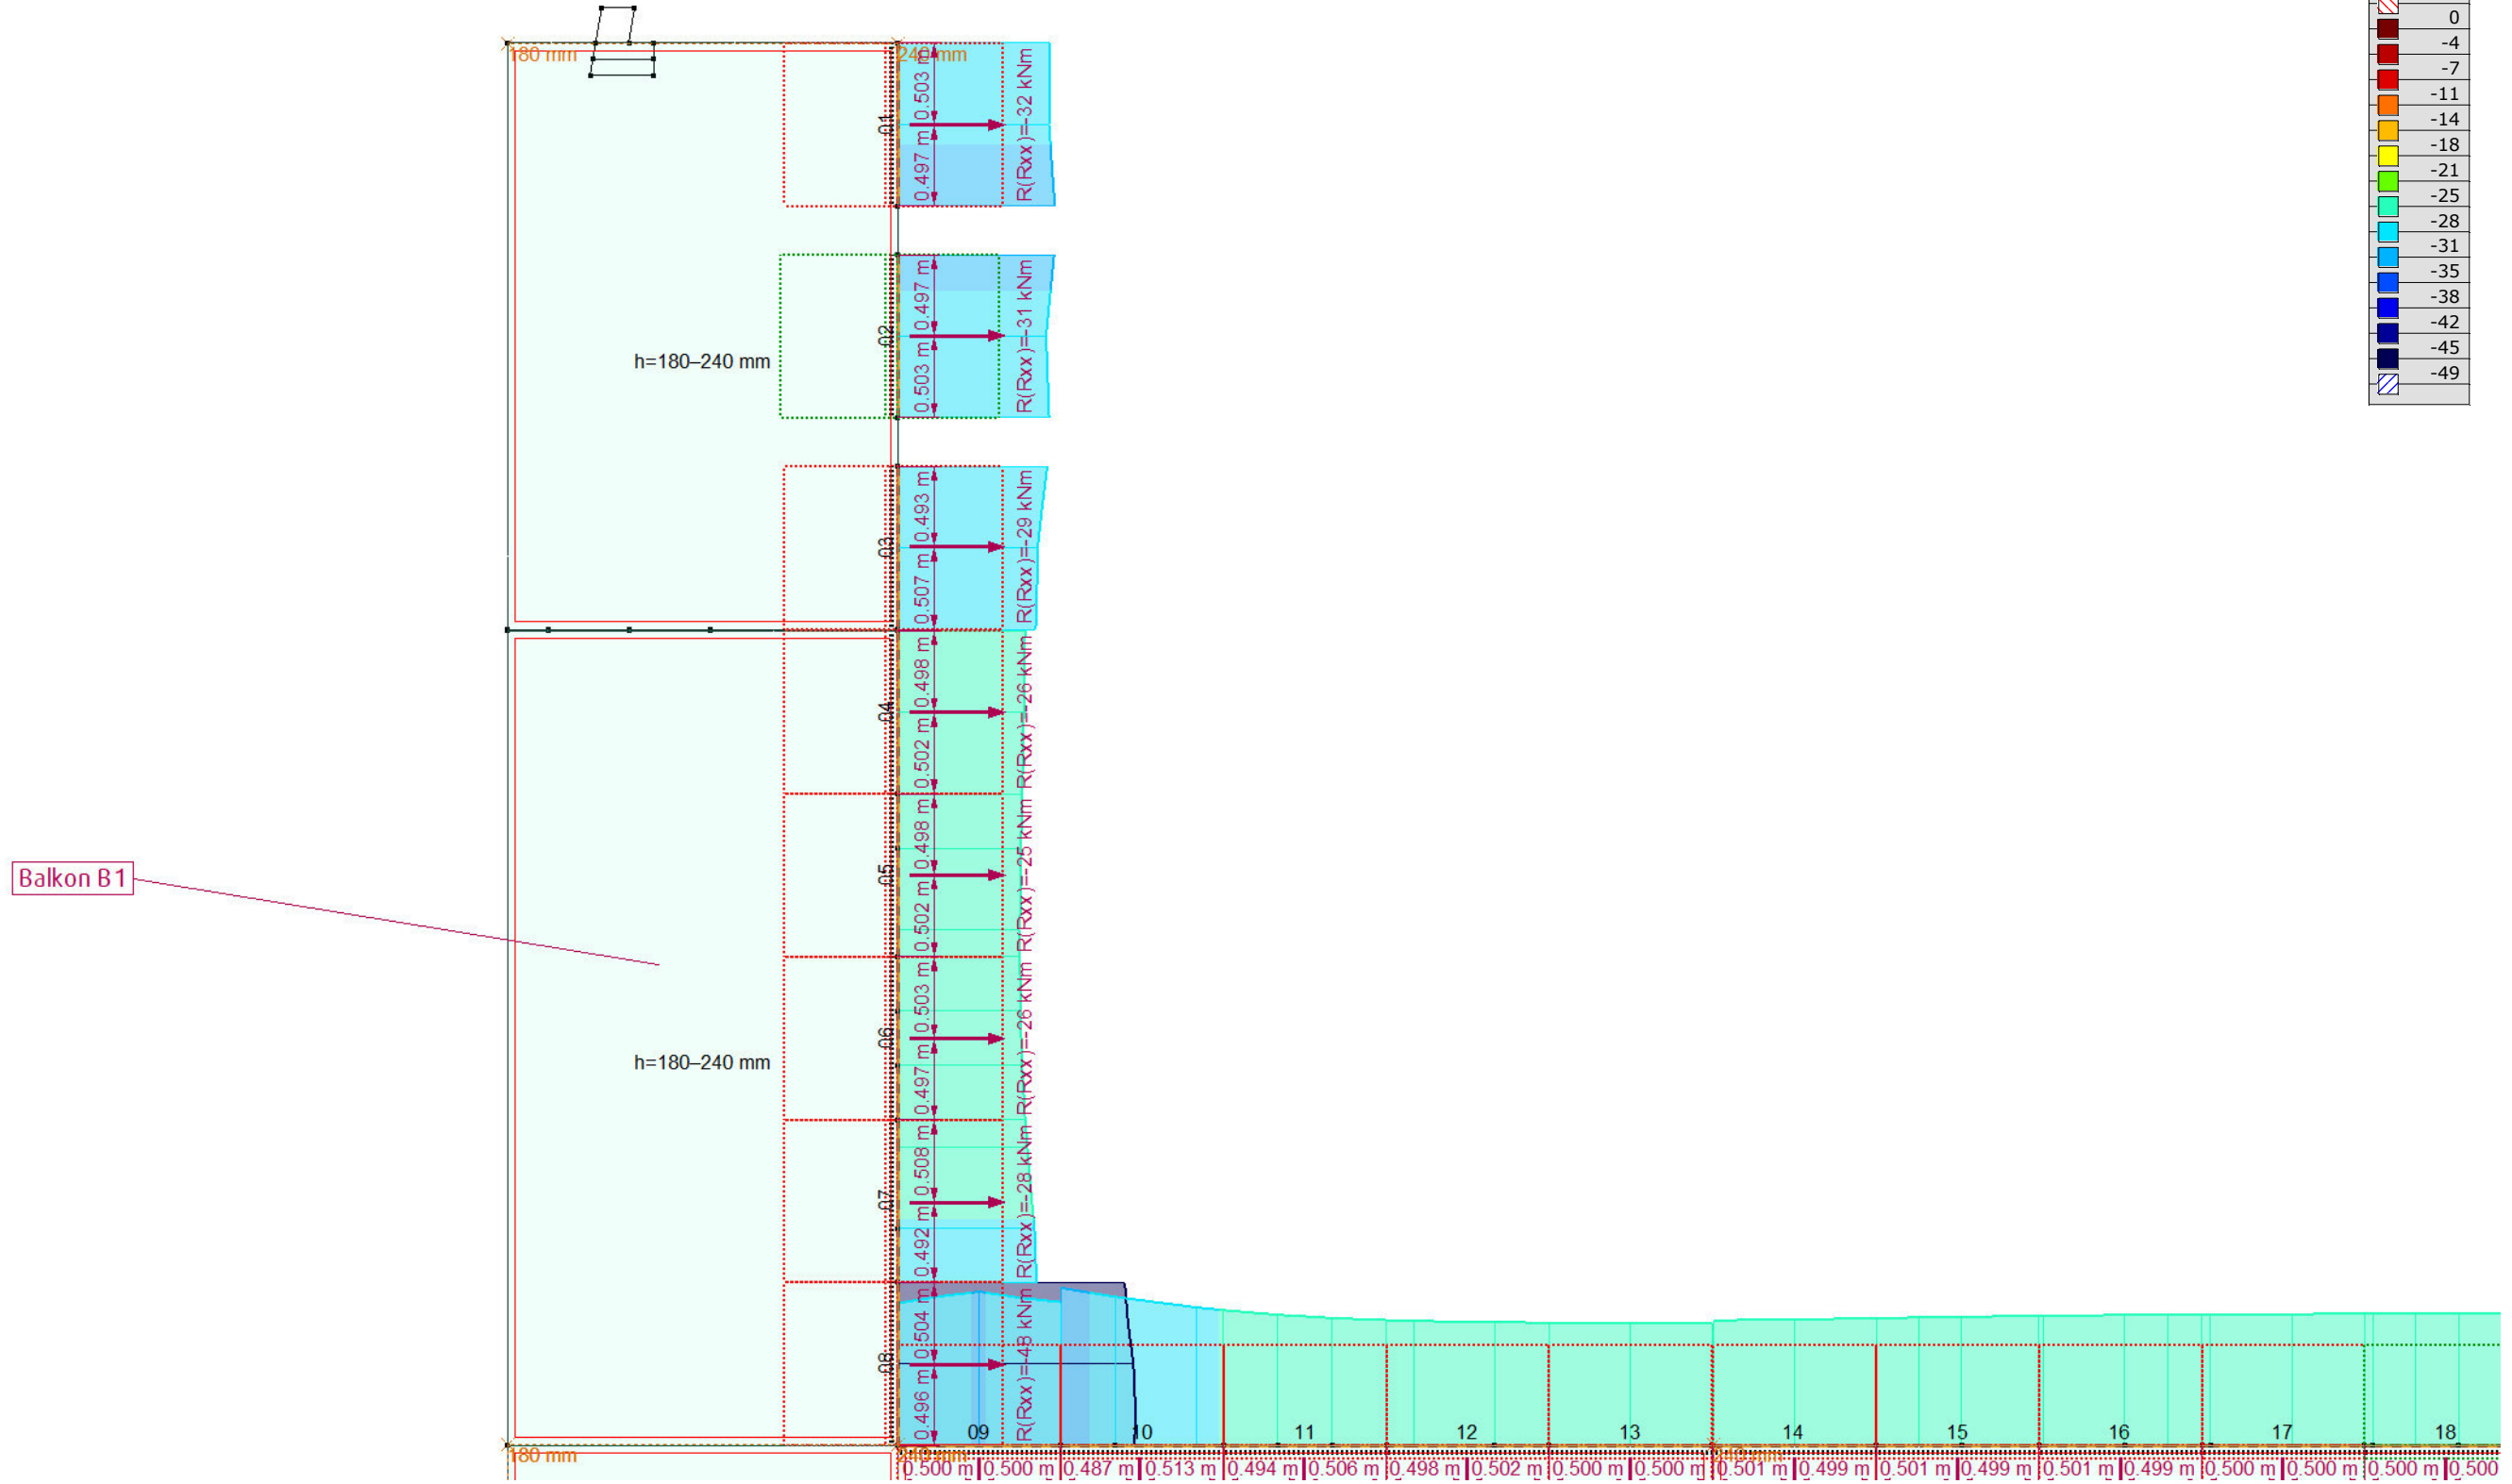 0
-4
-7
-11
-14
-18
-21
-25
-28
-31
-35
-38
-42
-45
-49
180 mm
240 mm
01
0.503 m
0.497 m
R(Rxx)=-32 kNm
h=180–240 mm
02
0.497 m
0.503 m
R(Rxx)=-31 kNm
03
0.493 m
0.507 m
R(Rxx)=-29 kNm
04
0.498 m
0.502 m
R(Rxx)=-26 kNm
Balkon B1
05
0.498 m
0.502 m
R(Rxx)=-25 kNm
h=180–240 mm
06
0.503 m
0.497 m
R(Rxx)=-26 kNm
07
0.508 m
0.492 m
R(Rxx)=-28 kNm
08
0.504 m
0.496 m
R(Rxx)=-48 kNm
09 10 11 12 13 14 15 16 17 18
180 mm
240 mm
240 mm
0.500 m 0.500 m 0.487 m 0.513 m 0.494 m 0.506 m 0.498 m 0.502 m 0.500 m 0.500 m 0.501 m 0.499 m 0.501 m 0.499 m 0.501 m 0.499 m 0.500 m 0.500 m 0.500 m 0.500